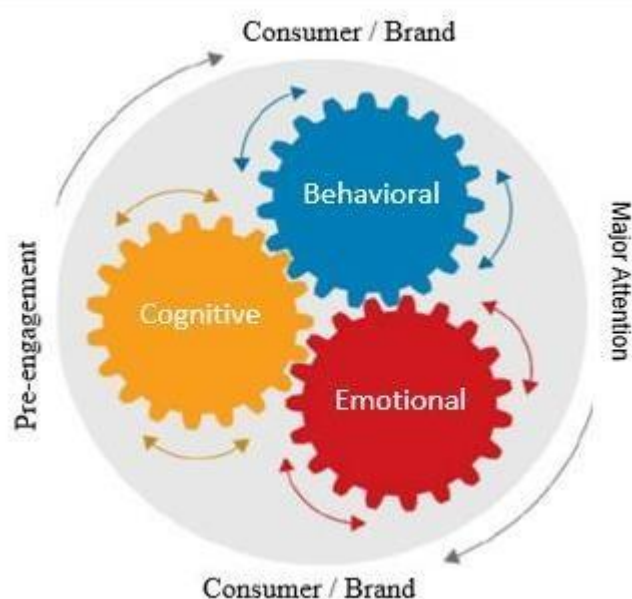 Consumer / Brand
Behavioral
Pre-engagement
Cognitive
Major Attention
Emotional
Consumer / Brand